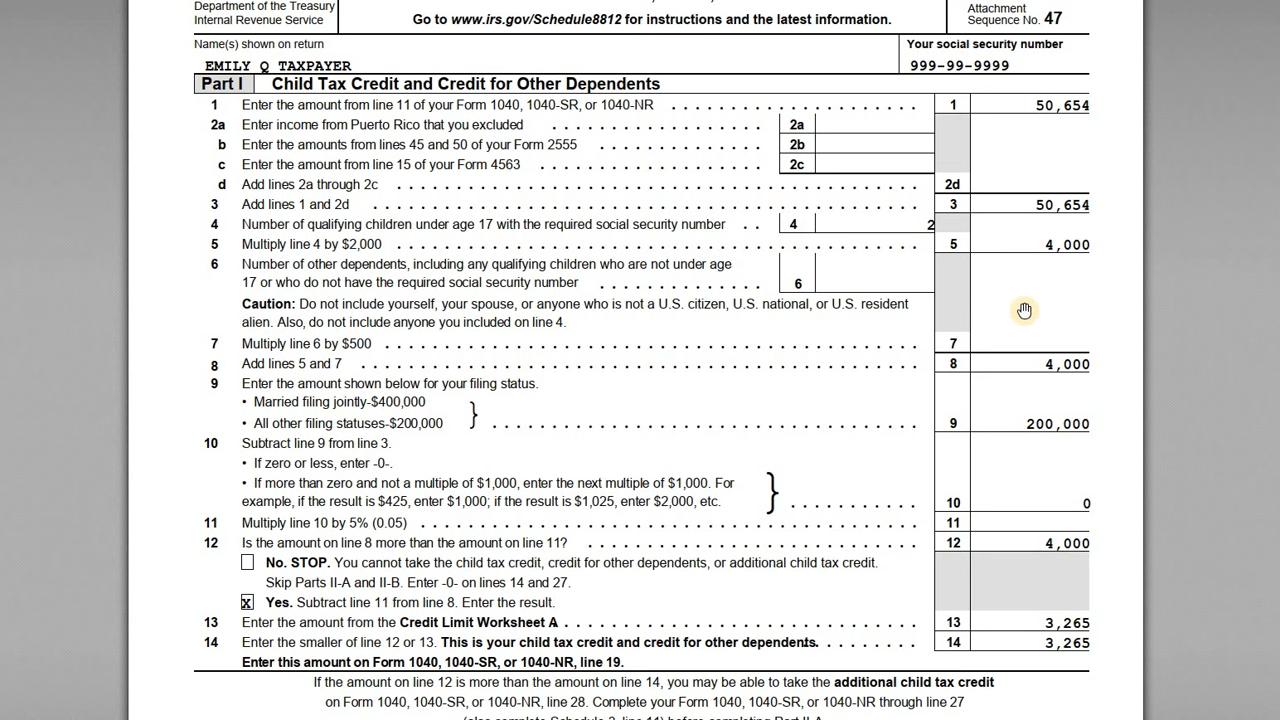 Department of the Treasury
Internal Revenue Service
Go to www.irs.gov/Schedule8812 for instructions and the latest information.
Attachment
Sequence No. 47
Name(s) shown on return
Your social security number
EMILY Q TAXPAYER
999-99-9999
Part I Child Tax Credit and Credit for Other Dependents
1 Enter the amount from line 11 of your Form 1040, 1040-SR, or 1040-NR . . . . . . . . . . . . . . . . . 1 50,654
2a Enter income from Puerto Rico that you excluded . . . . . . . . . . . . . . 2a
b Enter the amounts from lines 45 and 50 of your Form 2555 . . . . . . . . . . . 2b
c Enter the amount from line 15 of your Form 4563 . . . . . . . . . . . . . . . 2c
d Add lines 2a through 2c . . . . . . . . . . . . . . . . . . . . . . . . . . . . . . . . . . . 2d
3 Add lines 1 and 2d . . . . . . . . . . . . . . . . . . . . . . . . . . . . . . . . . . . . . 3 50,654
4 Number of qualifying children under age 17 with the required social security number . . 4 2
5 Multiply line 4 by $2,000 . . . . . . . . . . . . . . . . . . . . . . . . . . . . . . . . . . . 5 4,000
6 Number of other dependents, including any qualifying children who are not under age
17 or who do not have the required social security number . . . . . . . . . . . 6
Caution: Do not include yourself, your spouse, or anyone who is not a U.S. citizen, U.S. national, or U.S. resident
alien. Also, do not include anyone you included on line 4.
7 Multiply line 6 by $500 . . . . . . . . . . . . . . . . . . . . . . . . . . . . . . . . . . . . 7
8 Add lines 5 and 7 . . . . . . . . . . . . . . . . . . . . . . . . . . . . . . . . . . . . . . 8 4,000
9 Enter the amount shown below for your filing status.
• Married filing jointly-$400,000
• All other filing statuses-$200,000 } . . . . . . . . . . . . . . . . . . . . . . . . . . . . . 9 200,000
10 Subtract line 9 from line 3.
• If zero or less, enter -0-.
• If more than zero and not a multiple of $1,000, enter the next multiple of $1,000. For
example, if the result is $425, enter $1,000; if the result is $1,025, enter $2,000, etc. } . . . . . . . . . . . 10 0
11 Multiply line 10 by 5% (0.05) . . . . . . . . . . . . . . . . . . . . . . . . . . . . . . . . . 11
12 Is the amount on line 8 more than the amount on line 11? . . . . . . . . . . . . . . . . . . . . . . 12 4,000
No. STOP. You cannot take the child tax credit, credit for other dependents, or additional child tax credit.
Skip Parts II-A and II-B. Enter -0- on lines 14 and 27.
X Yes. Subtract line 11 from line 8. Enter the result.
13 Enter the amount from the Credit Limit Worksheet A . . . . . . . . . . . . . . . . . . . . . . . . 13 3,265
14 Enter the smaller of line 12 or 13. This is your child tax credit and credit for other dependents. . . . . . . . 14 3,265
Enter this amount on Form 1040, 1040-SR, or 1040-NR, line 19.
If the amount on line 12 is more than the amount on line 14, you may be able to take the additional child tax credit
on Form 1040, 1040-SR, or 1040-NR, line 28. Complete your Form 1040, 1040-SR, or 1040-NR through line 27
(also complete Schedule 3, line 11) before completing Part II-A.